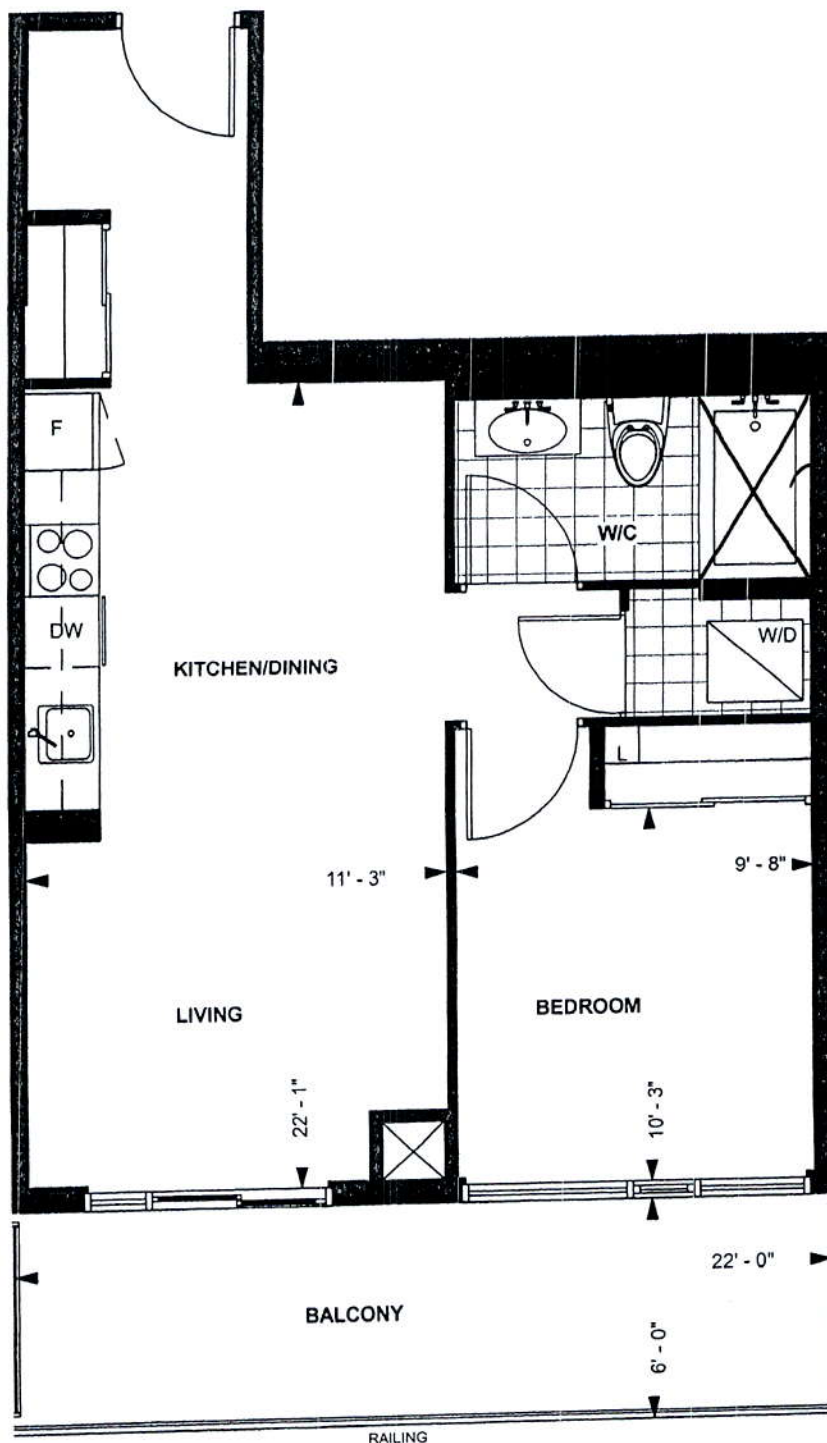 F
W/C
DW
W/D
KITCHEN/DINING
L
11' - 3"
9' - 8"
LIVING
BEDROOM
22' - 1"
10' - 3"
22' - 0"
BALCONY
6' - 0"
RAILING